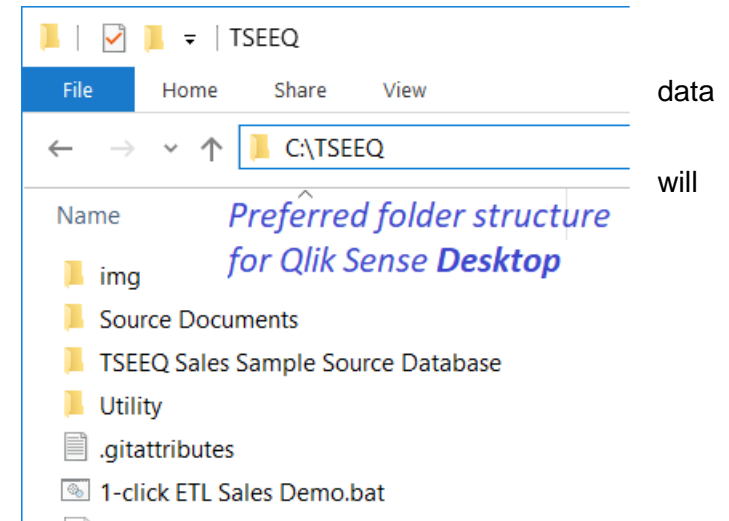 TSEEQ
File Home Share View
data
C:\TSEEQ
will
Name
Preferred folder structure
for Qlik Sense Desktop
img
Source Documents
TSEEQ Sales Sample Source Database
Utility
.gitattributes
1-click ETL Sales Demo.bat